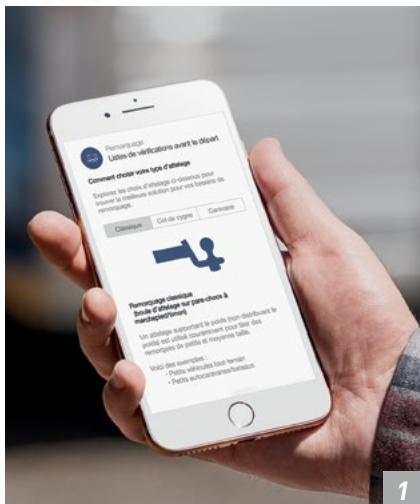 Remorquage
Listes de vérifications avant le départ
Comment choisir votre type d'attelage
Explorez les choix d'attelage ci-dessous pour
trouver la meilleure solution pour vos besoins de
remorquage.
Classique Col de cygne Caravane
Remorquage classique
(boule d'attelage sur pare-chocs à
marchepied/timon)
Un attelage supportant le poids (non distribuant le
poids) est utilisé couramment pour tirer des
remorques de petite et moyenne taille.
Voici des exemples :
• Petits véhicules tout terrain
• Petits autocaravanes/bateaux
1